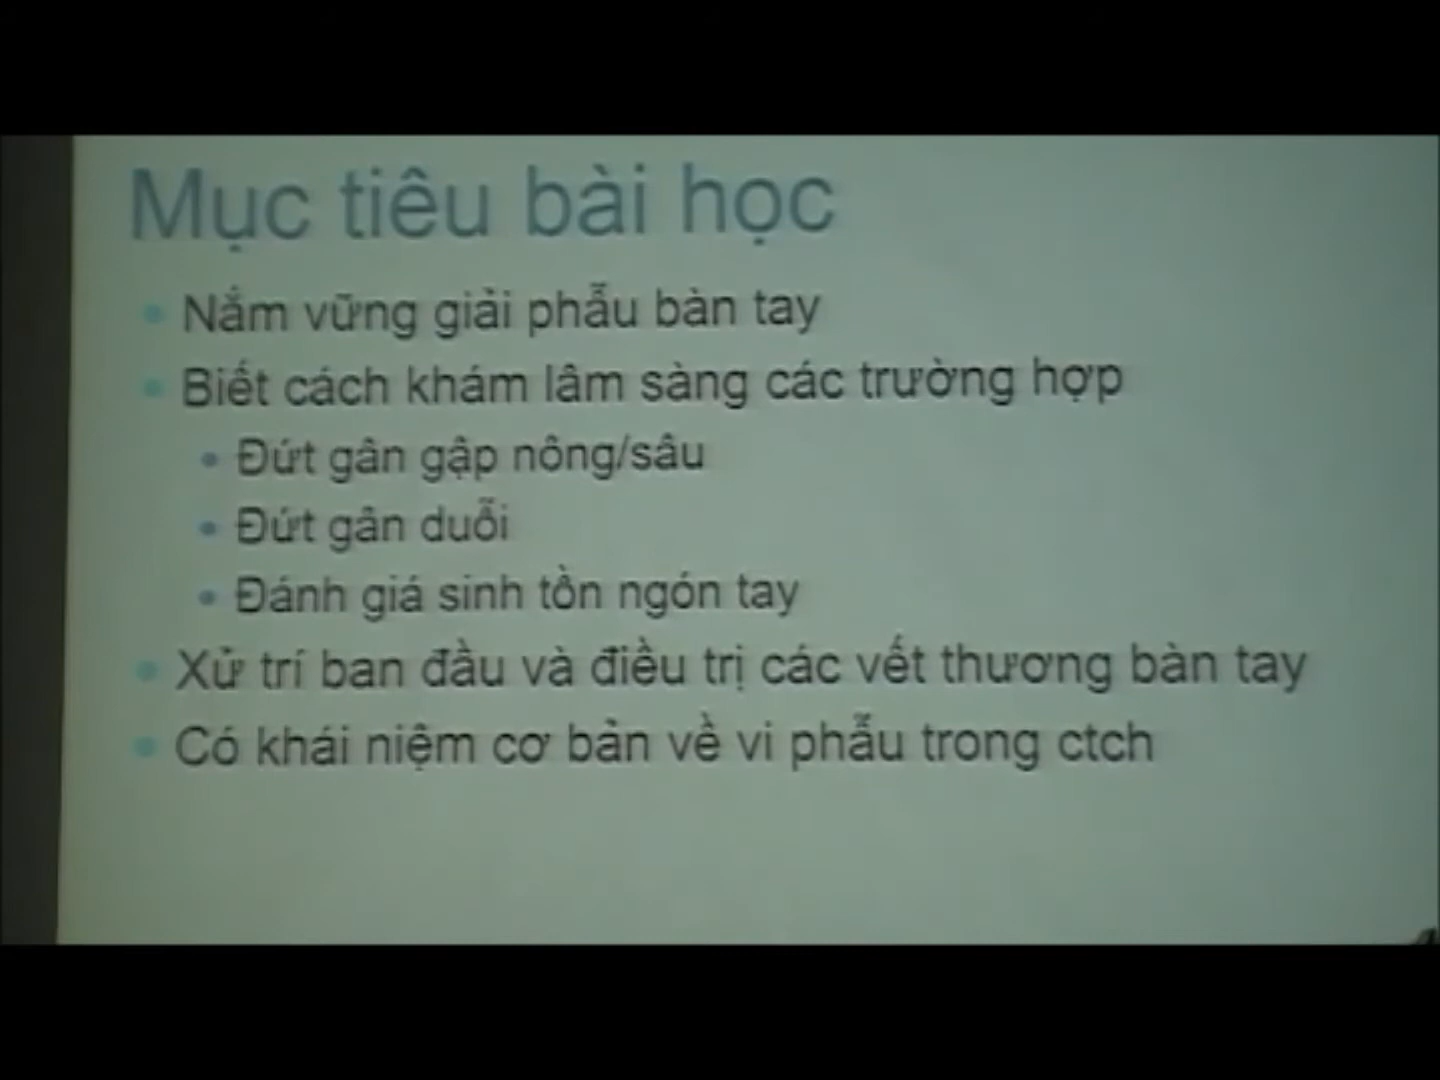 Mục tiêu bài học
Nắm vững giải phẫu bàn tay
Biết cách khám lâm sàng các trường hợp
Đứt gân gập nông/sâu
Đứt gân duỗi
Đánh giá sinh tồn ngón tay
Xử trí ban đầu và điều trị các vết thương bàn tay
Có khái niệm cơ bản về vi phẫu trong ctch